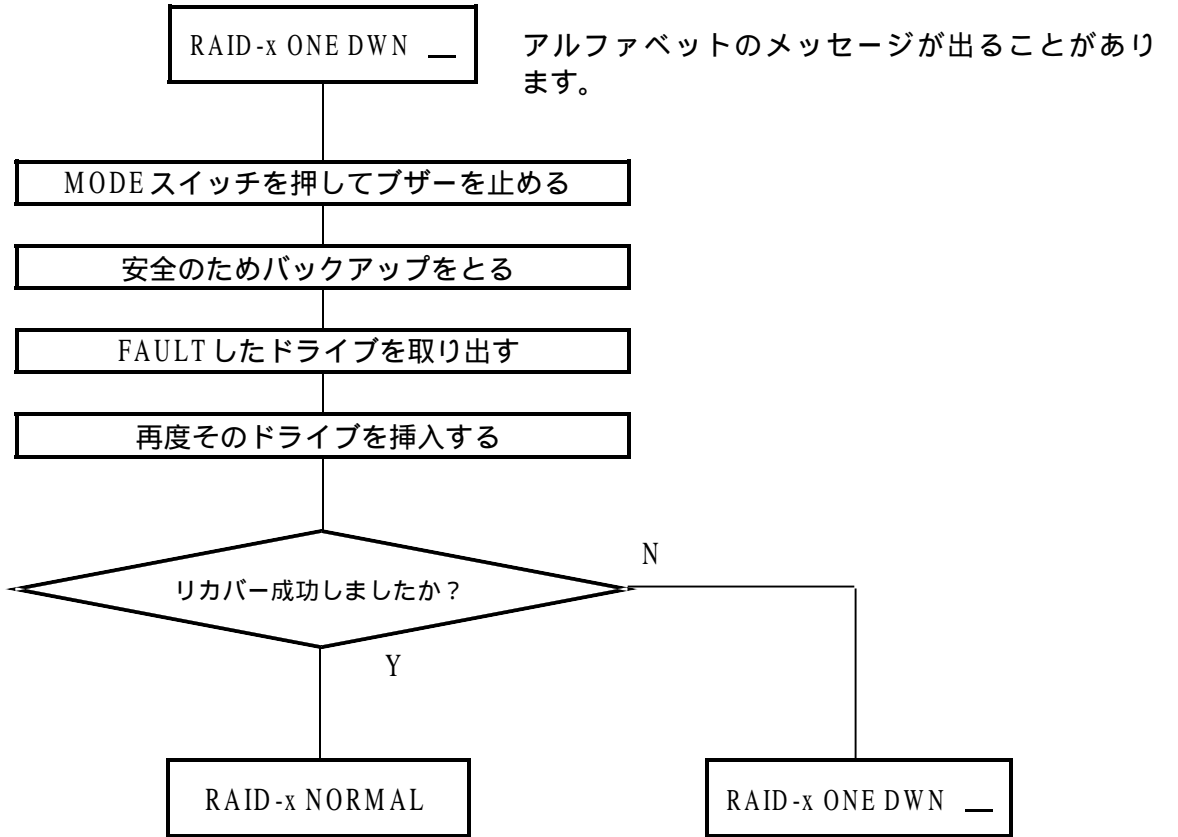 RAID-x ONE DWN __
アルファベットのメッセージが出ることがあり
ます。
MODEスイッチを押してブザーを止める
安全のためバックアップをとる
FAULTしたドライブを取り出す
再度そのドライブを挿入する
リカバー成功しましたか？
N
Y
RAID-x NORMAL
RAID-x ONE DWN __